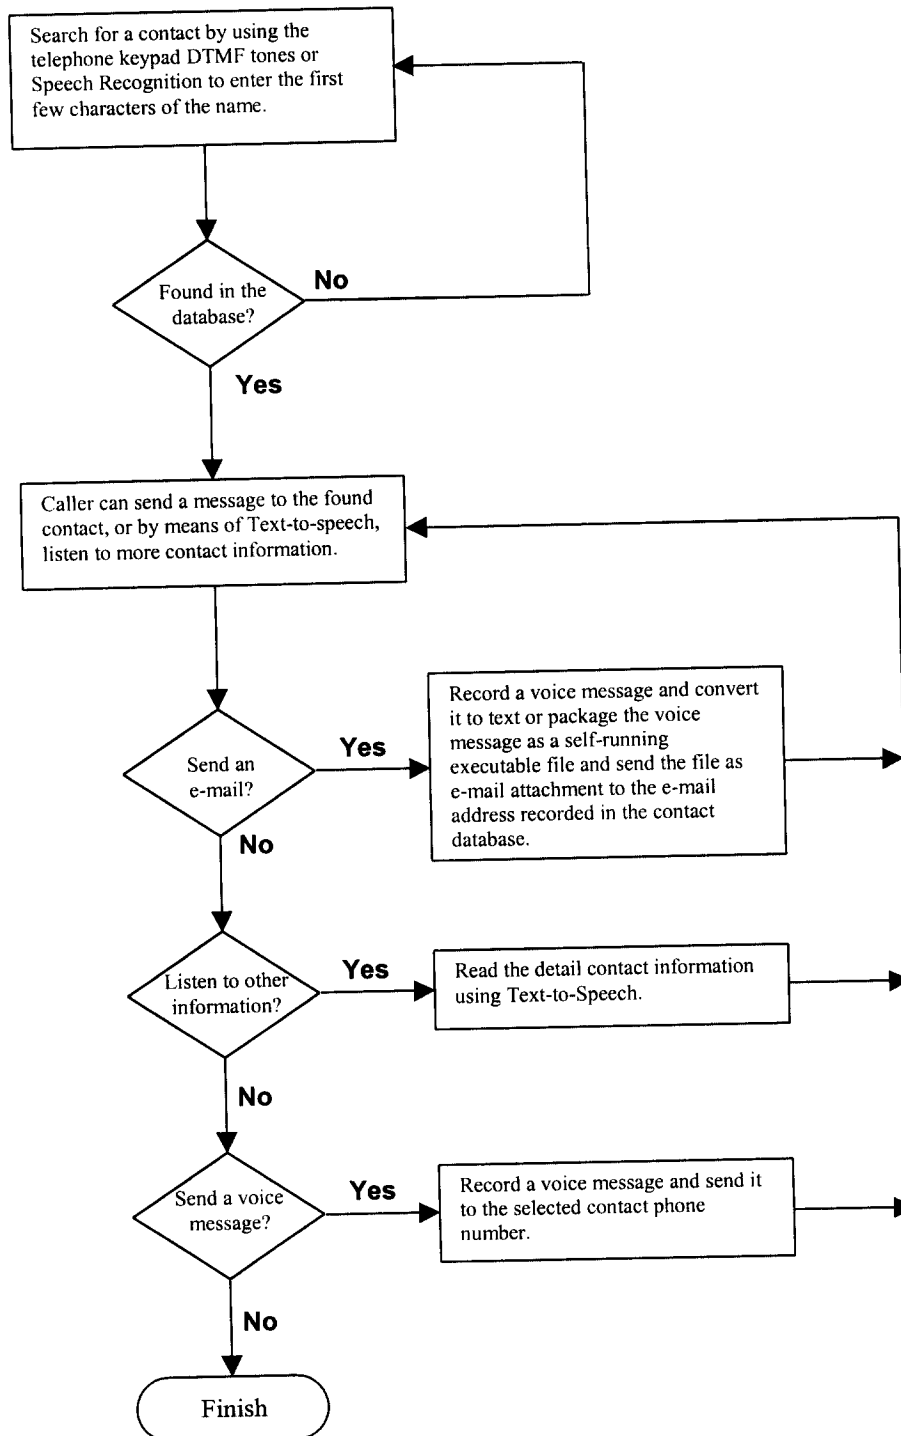 Search for a contact by using the
telephone keypad DTMF tones or
Speech Recognition to enter the first
few characters of the name.
Found in the
database?
No
Yes
Caller can send a message to the found
contact, or by means of Text-to-speech,
listen to more contact information.
Send an
e-mail?
Yes
Record a voice message and convert
it to text or package the voice
message as a self-running
executable file and send the file as
e-mail attachment to the e-mail
address recorded in the contact
database.
No
Listen to other
information?
Yes
Read the detail contact information
using Text-to-Speech.
No
Send a voice
message?
Yes
Record a voice message and send it
to the selected contact phone
number.
No
Finish